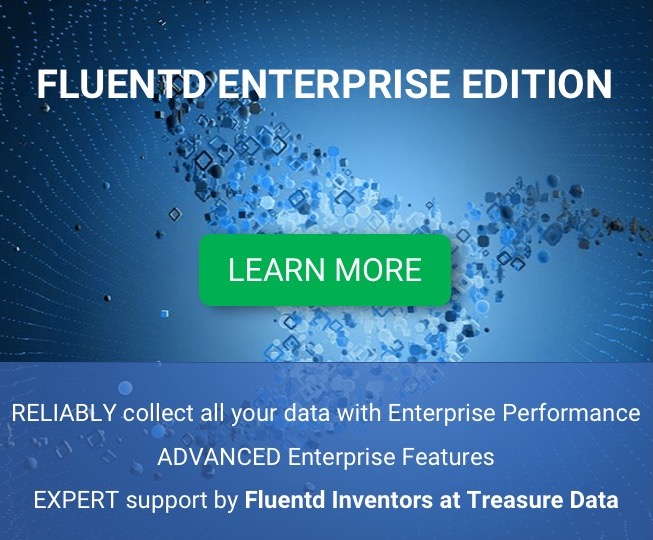 FLUENTD ENTERPRISE EDITION
LEARN MORE
RELIABLY collect all your data with Enterprise Performance
ADVANCED Enterprise Features
EXPERT support by Fluentd Inventors at Treasure Data